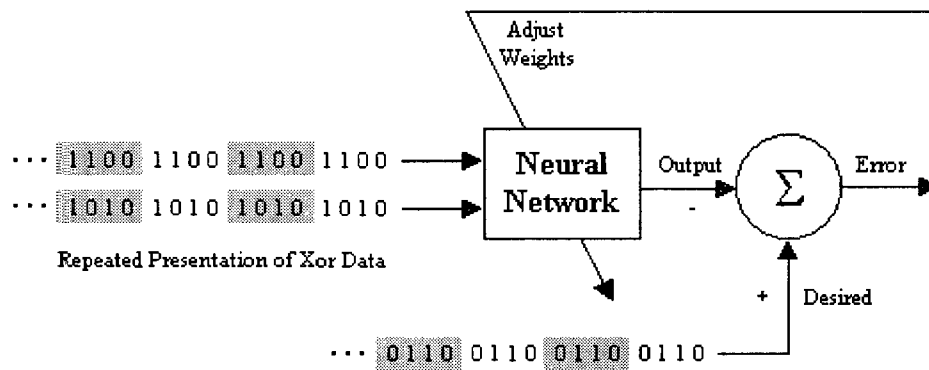 Adjust
Weights
··· 1100 1100 1100 1100
··· 1010 1010 1010 1010
Neural
Network
Output
-
Σ
Error
Repeated Presentation of Xor Data
+
Desired
··· 0110 0110 0110 0110